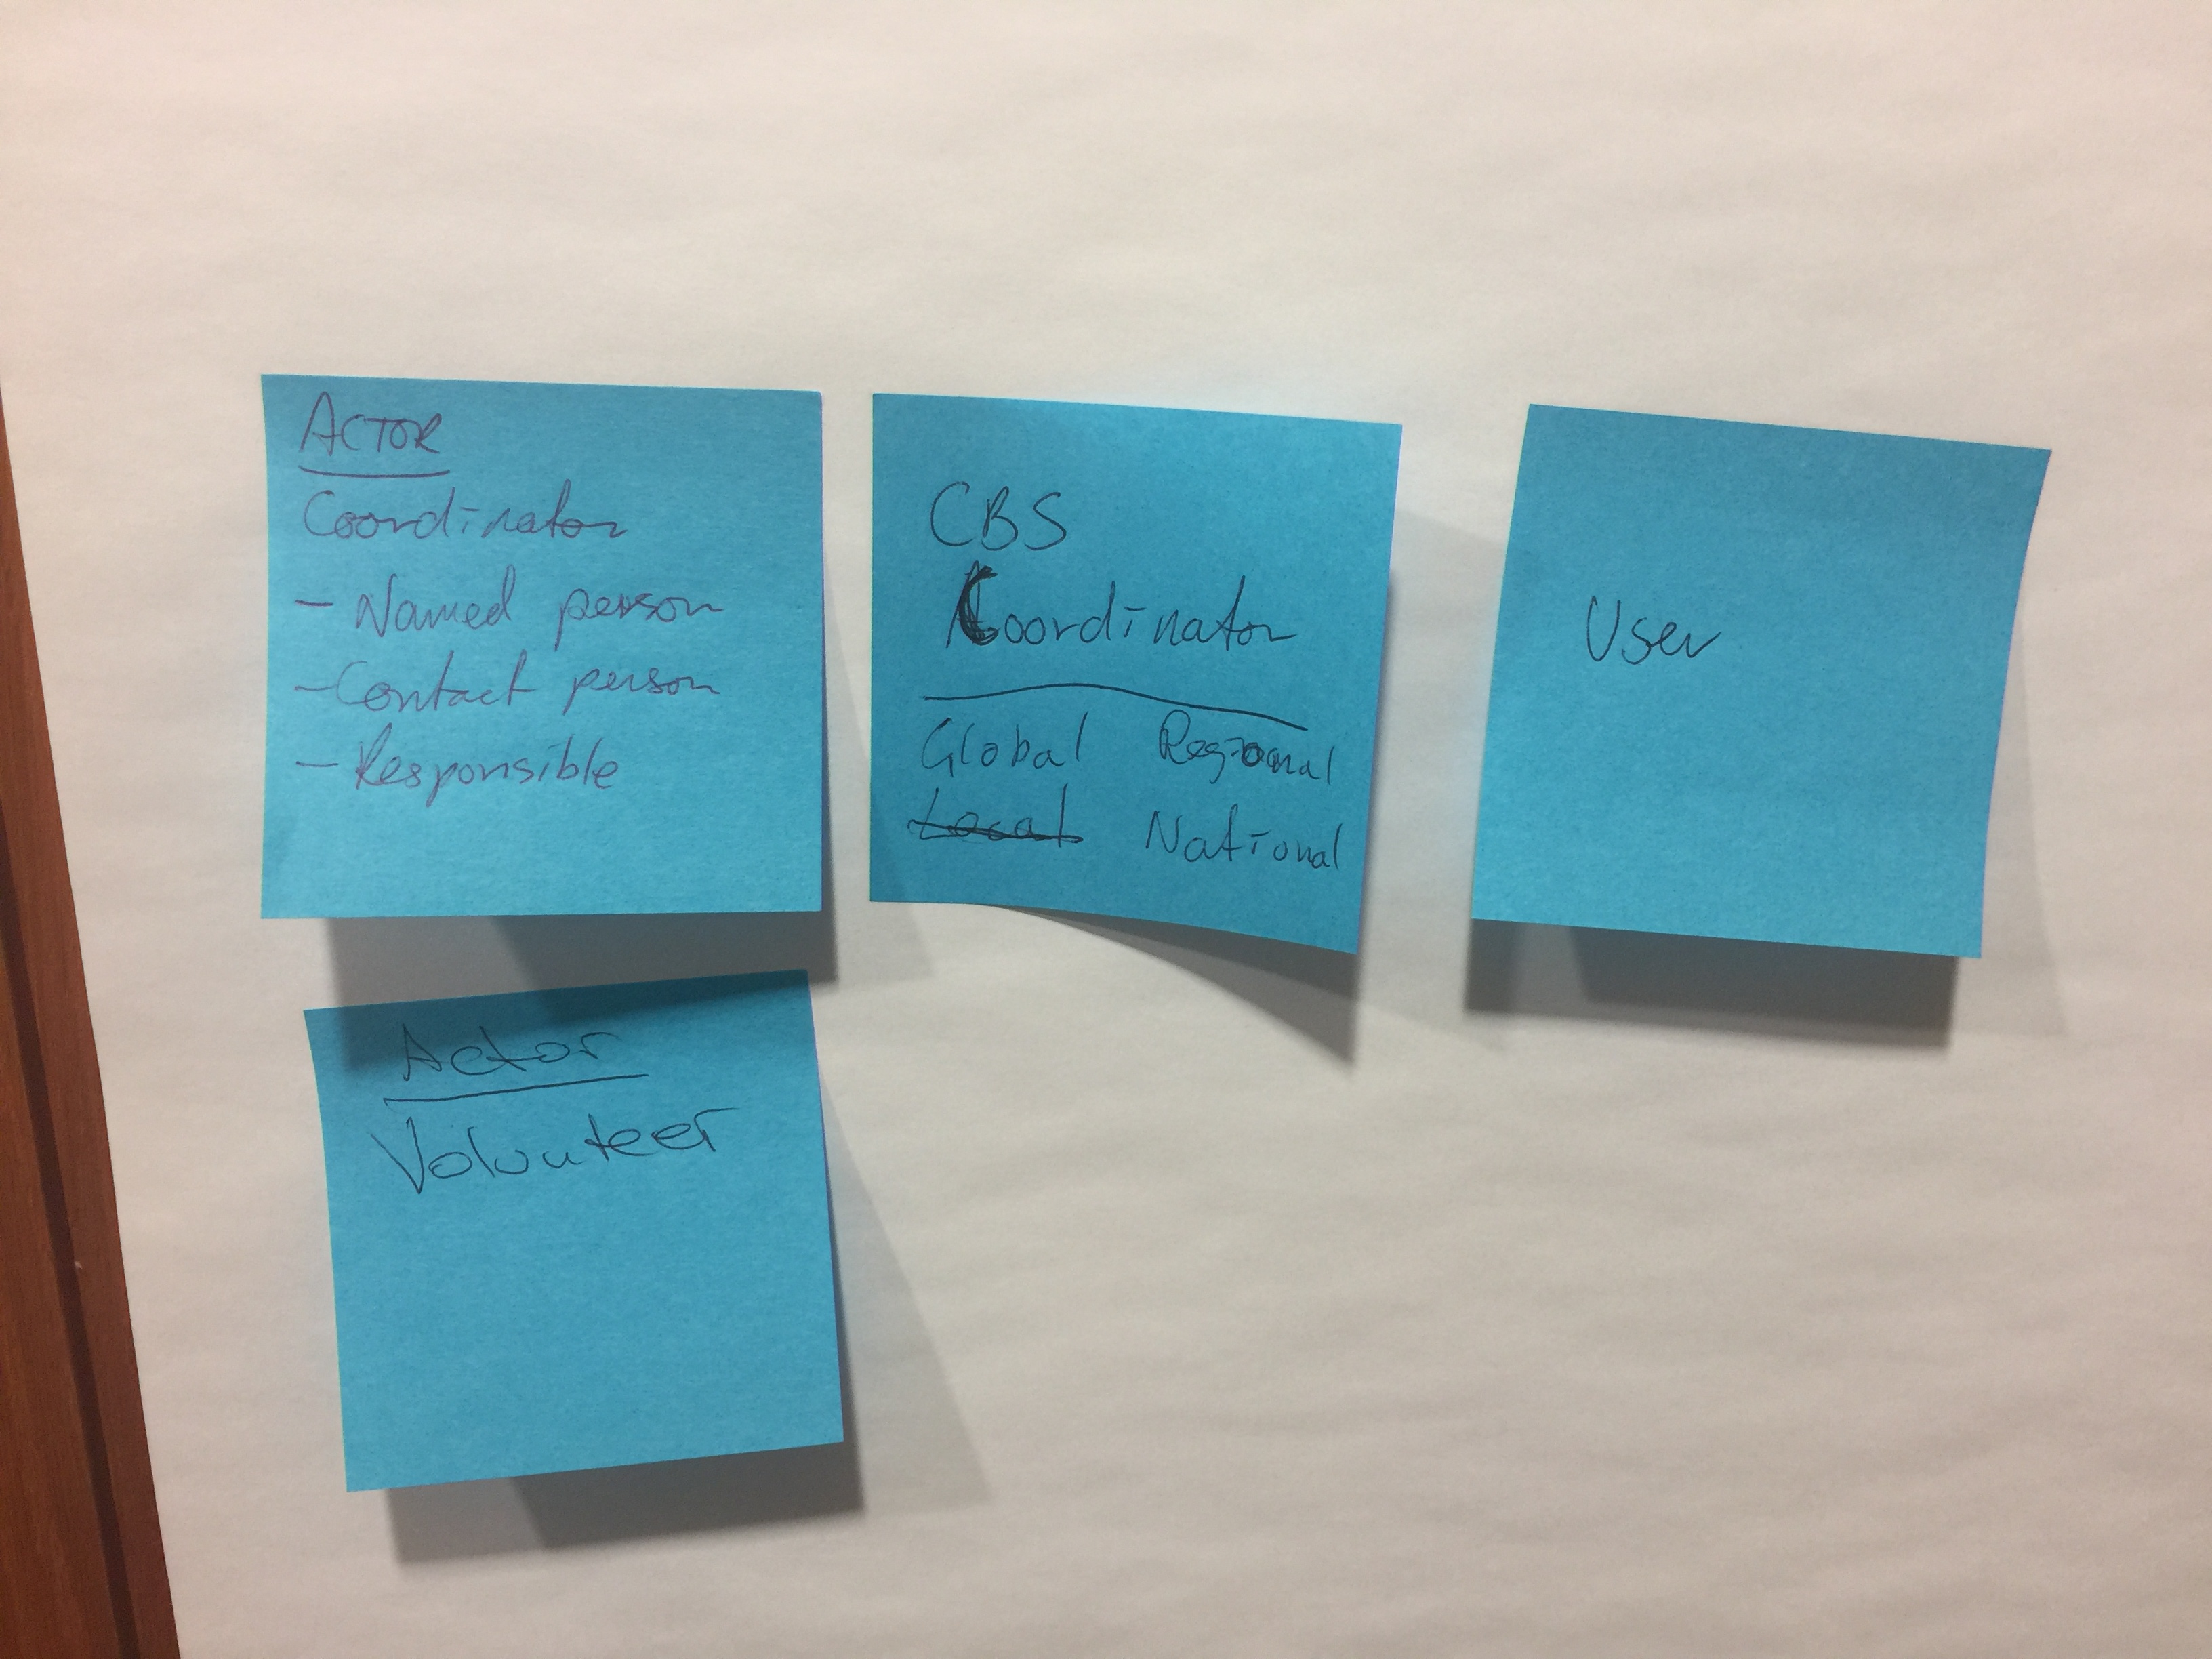 ACTOR
Coordinator
- Named person
- Contact person
- Responsible
CBS
Coordinator
Global Regional
Local National
User
Actor
Volunteer